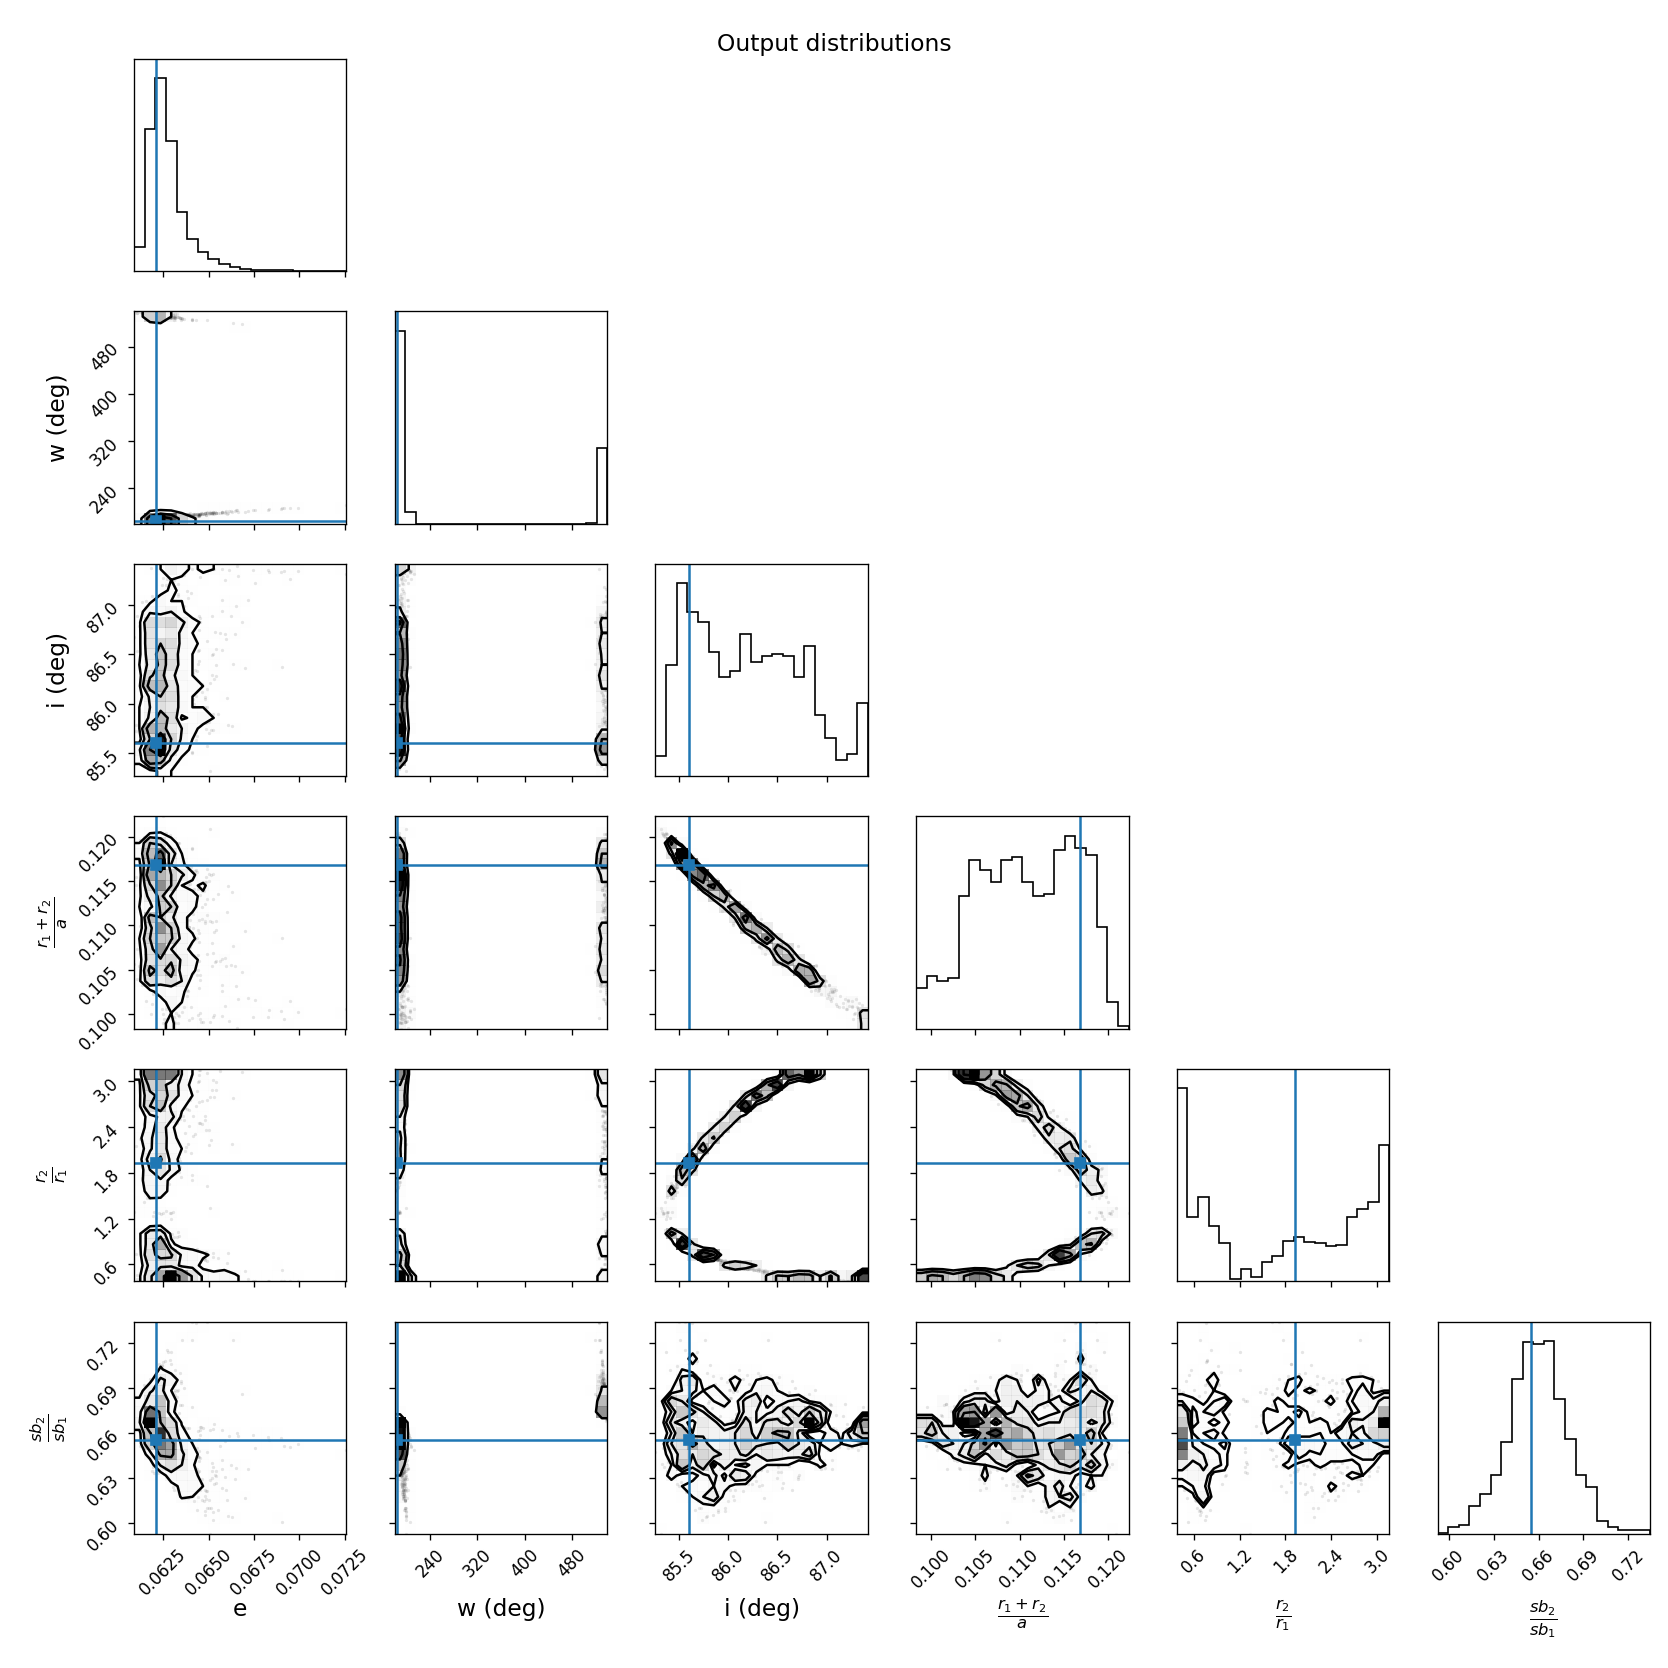 Output distributions
w (deg)
480
400
320
240
i (deg)
87.0
86.5
86.0
85.5
r₁ + r₂
a
0.120
0.115
0.110
0.105
0.100
r₂
r₁
3.0
2.4
1.8
1.2
0.6
sb₂
sb₁
0.72
0.69
0.66
0.63
0.60
0.0625 0.0650 0.0675 0.0700 0.0725
240 320 400 480
85.5 86.0 86.5 87.0
0.100 0.105 0.110 0.115 0.120
0.6 1.2 1.8 2.4 3.0
0.60 0.63 0.66 0.69 0.72
e
w (deg)
i (deg)
r₁ + r₂
a
r₂
r₁
sb₂
sb₁